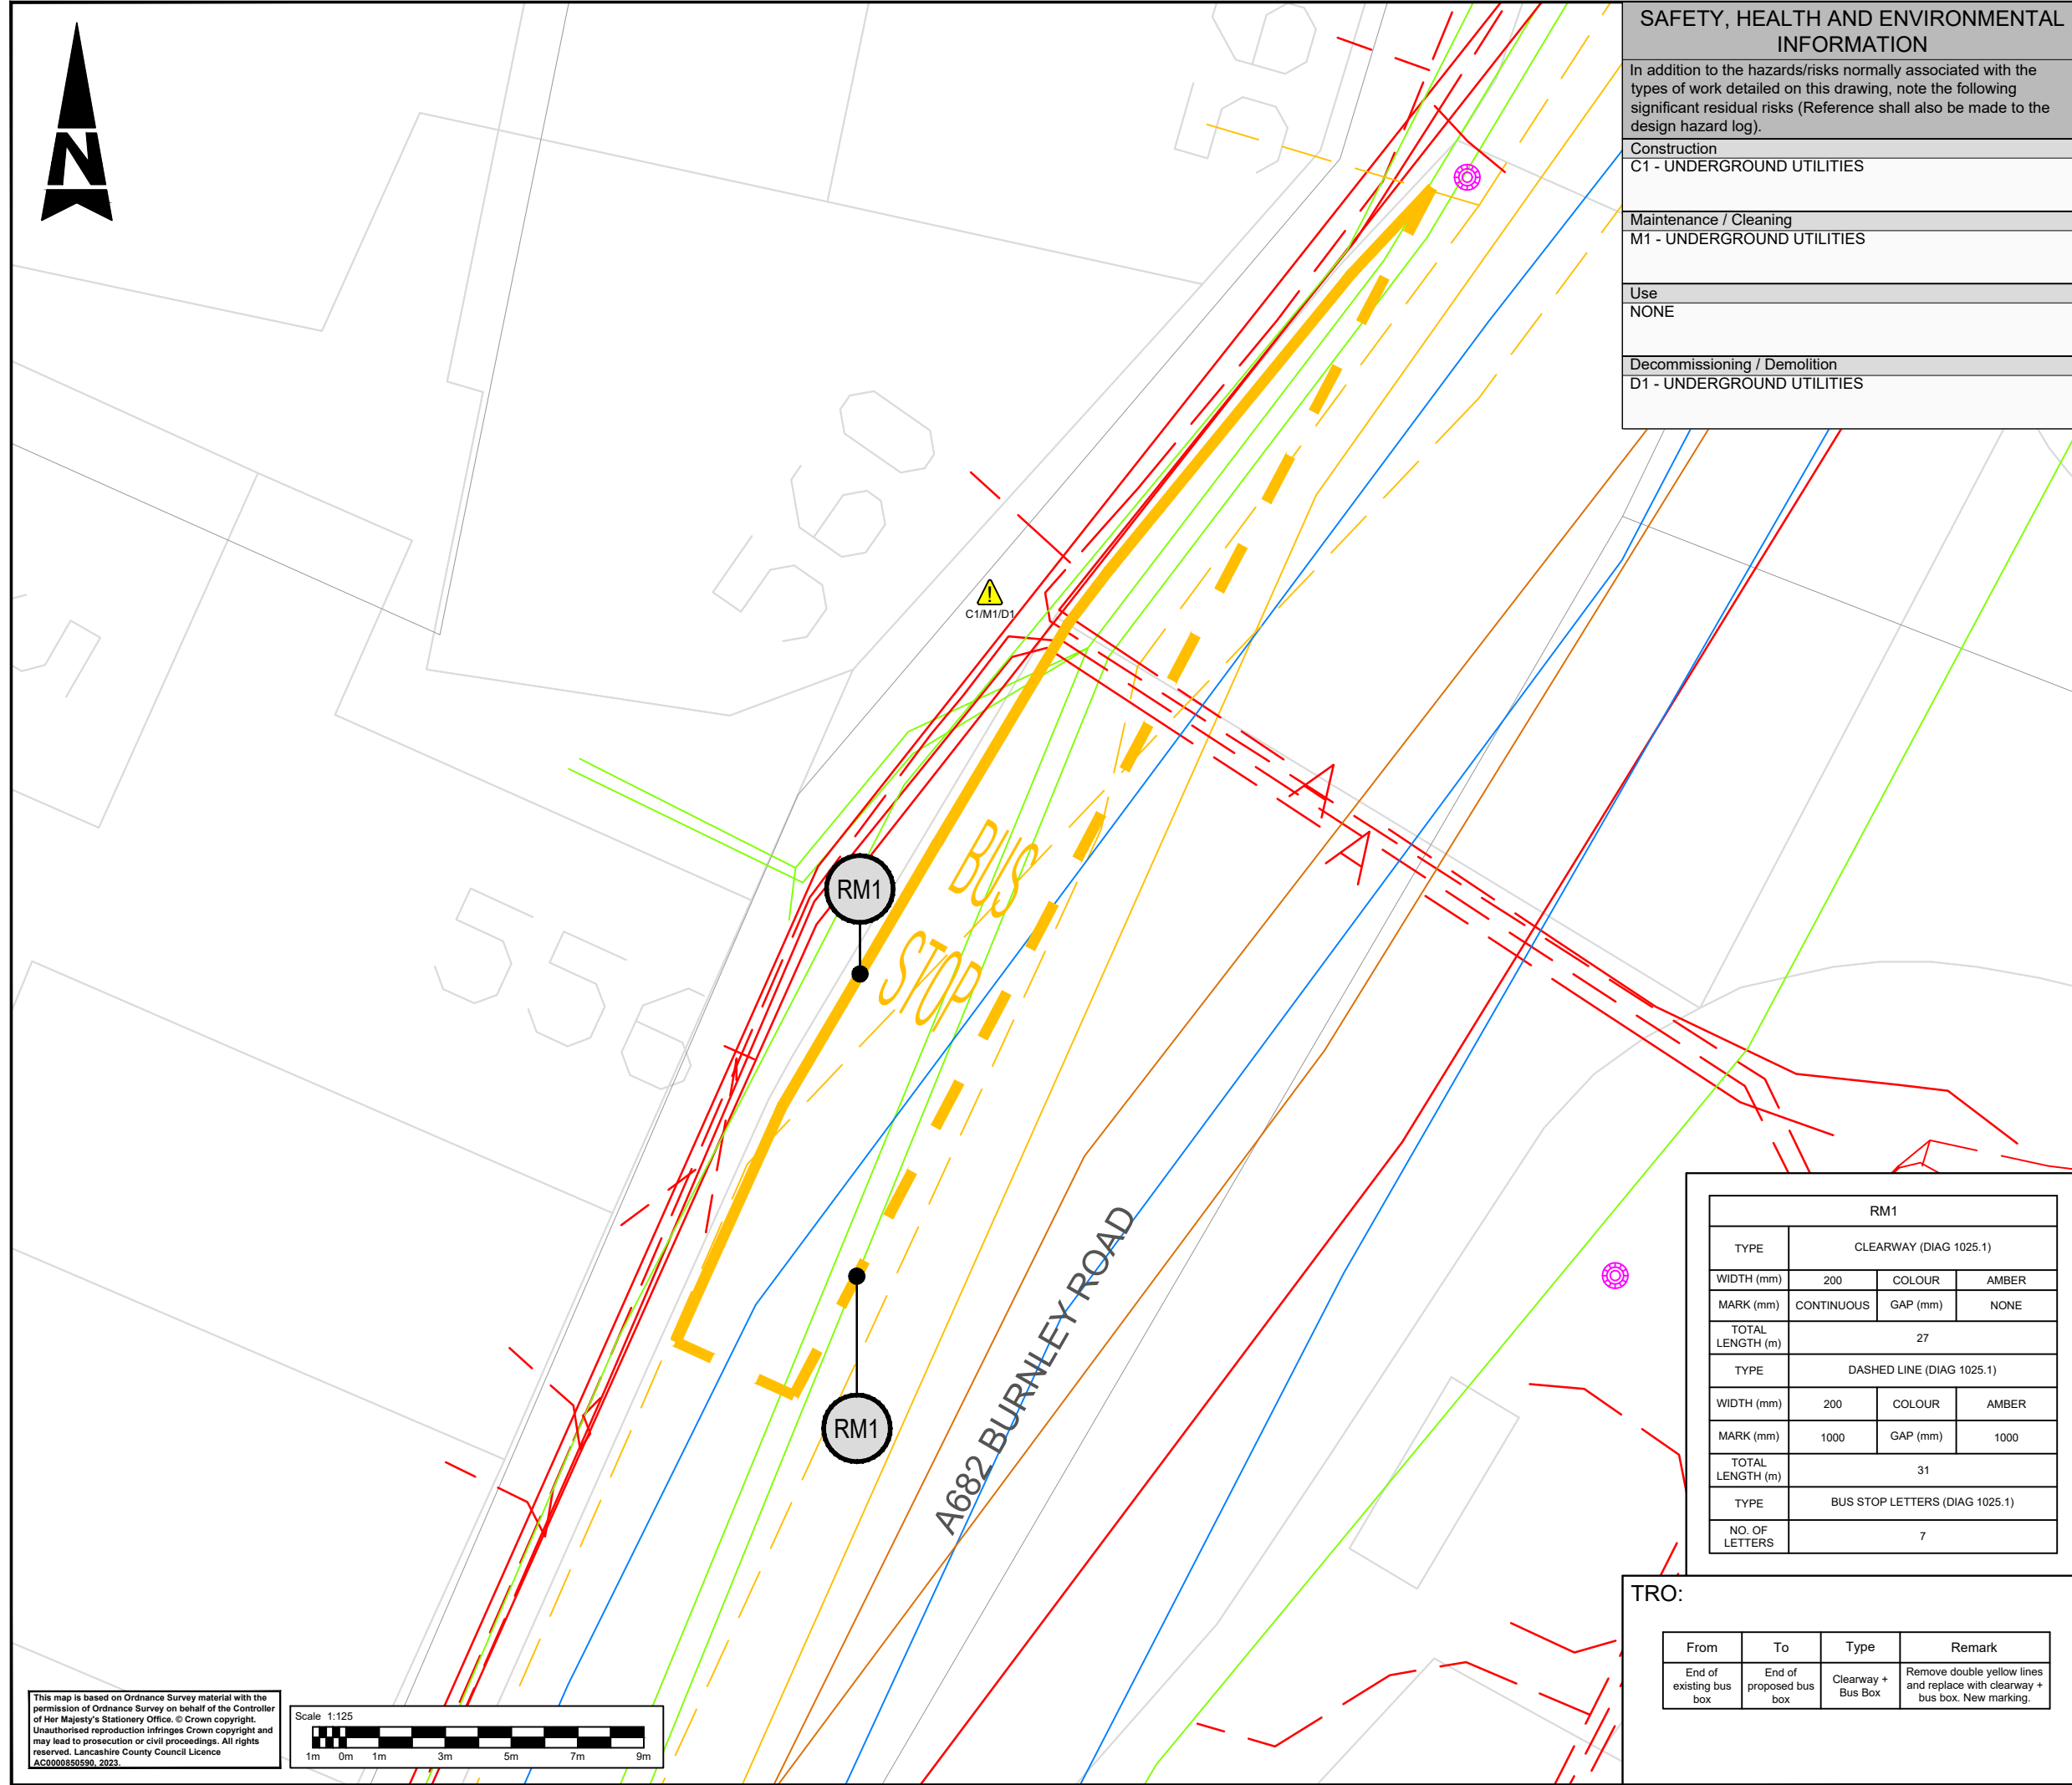 N
SAFETY, HEALTH AND ENVIRONMENTAL
INFORMATION
In addition to the hazards/risks normally associated with the
types of work detailed on this drawing, note the following
significant residual risks (Reference shall also be made to the
design hazard log).
Construction
C1 - UNDERGROUND UTILITIES
Maintenance / Cleaning
M1 - UNDERGROUND UTILITIES
Use
NONE
Decommissioning / Demolition
D1 - UNDERGROUND UTILITIES
560
C1/M1/D1
558
RM1
BUS
STOP
RM1
A682 BURNLEY ROAD
RM1
TYPE CLEARWAY (DIAG 1025.1)
WIDTH (mm) 200 COLOUR AMBER
MARK (mm) CONTINUOUS GAP (mm) NONE
TOTAL LENGTH (m) 27
TYPE DASHED LINE (DIAG 1025.1)
WIDTH (mm) 200 COLOUR AMBER
MARK (mm) 1000 GAP (mm) 1000
TOTAL LENGTH (m) 31
TYPE BUS STOP LETTERS (DIAG 1025.1)
NO. OF LETTERS 7
TRO:
From To Type Remark
End of existing bus box End of proposed bus box Clearway + Bus Box Remove double yellow lines and replace with clearway + bus box. New marking.
This map is based on Ordnance Survey material with the
permission of Ordnance Survey on behalf of the Controller
of Her Majesty's Stationery Office. © Crown copyright.
Unauthorised reproduction infringes Crown copyright and
may lead to prosecution or civil proceedings. All rights
reserved. Lancashire County Council Licence
AC0000850590, 2023.
Scale 1:125
1m 0m 1m 3m 5m 7m 9m